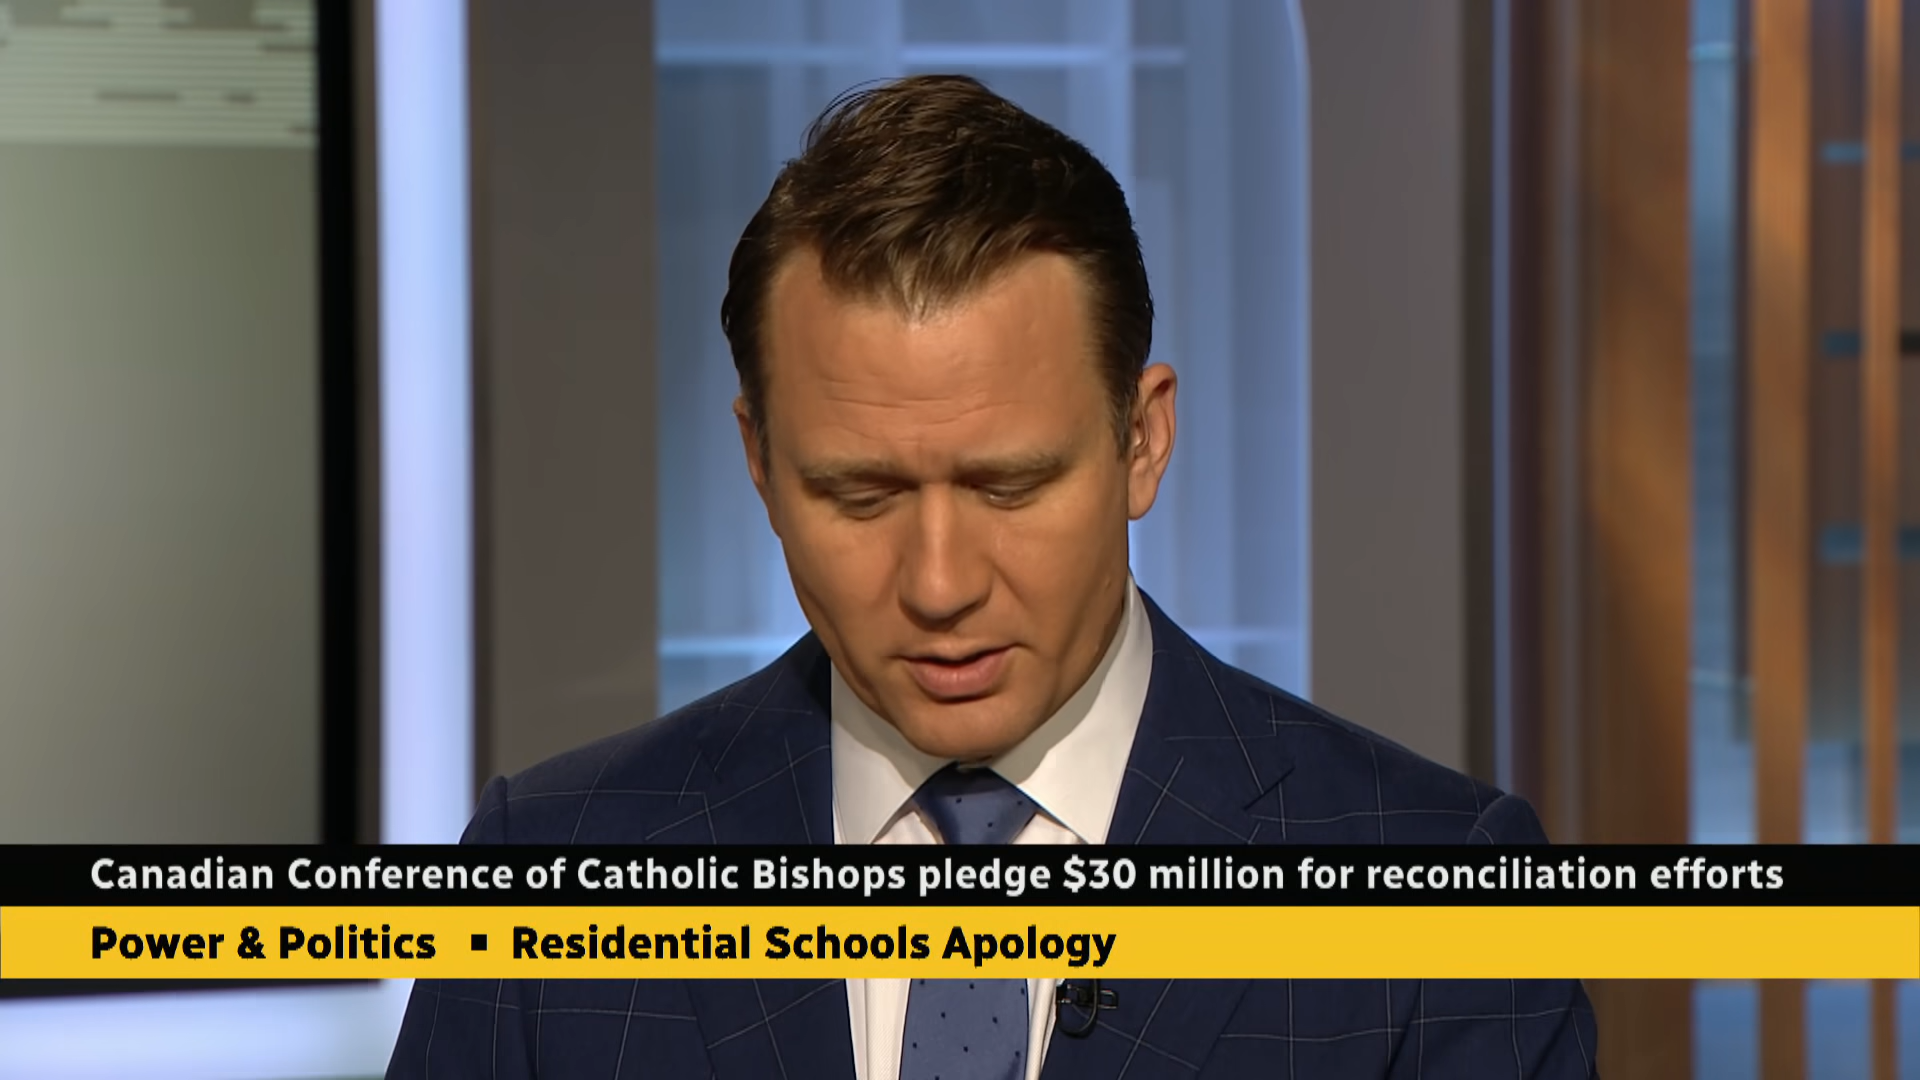 Canadian Conference of Catholic Bishops pledge $30 million for reconciliation efforts
Power & Politics ▪ Residential Schools Apology